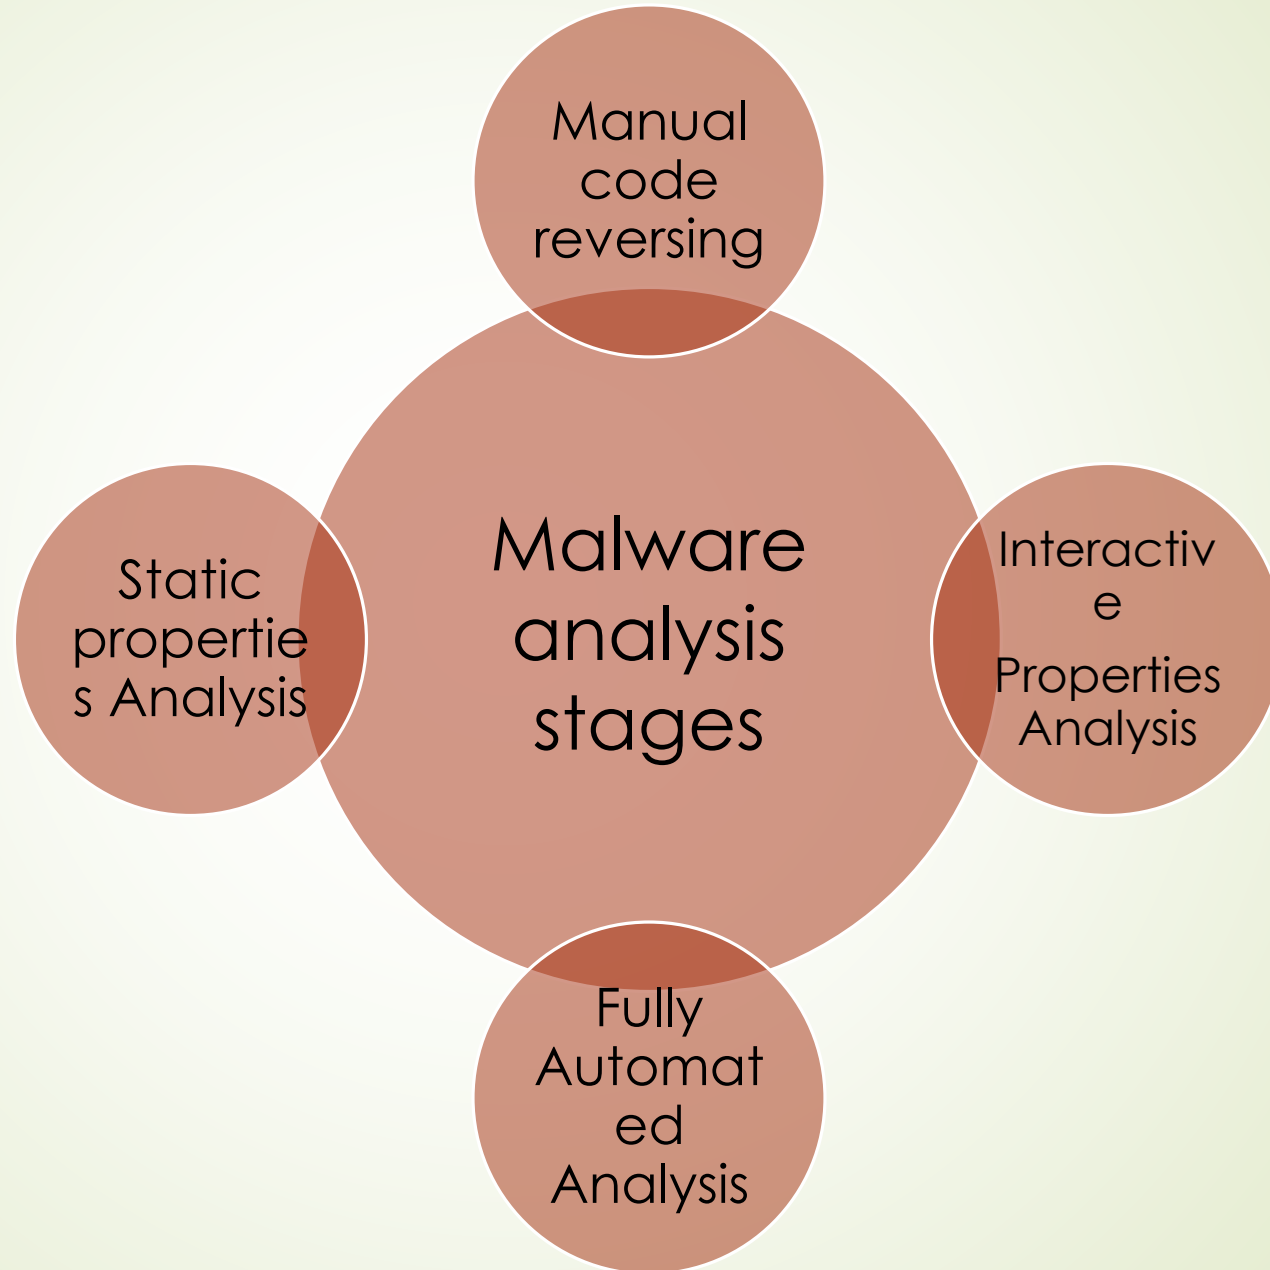 Manual
code
reversing
Malware
analysis
stages
Interactiv
e
Properties
Analysis
Static
propertie
s Analysis
Fully
Automat
ed
Analysis